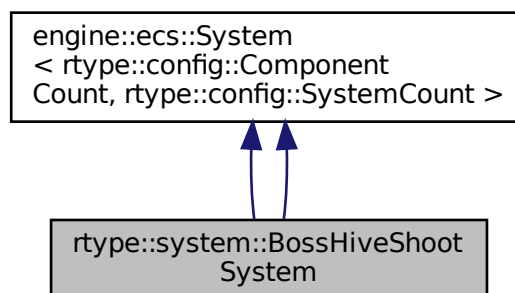 engine::ecs::System
< rtype::config::Component
Count, rtype::config::SystemCount >
rtype::system::BossHiveShoot
System